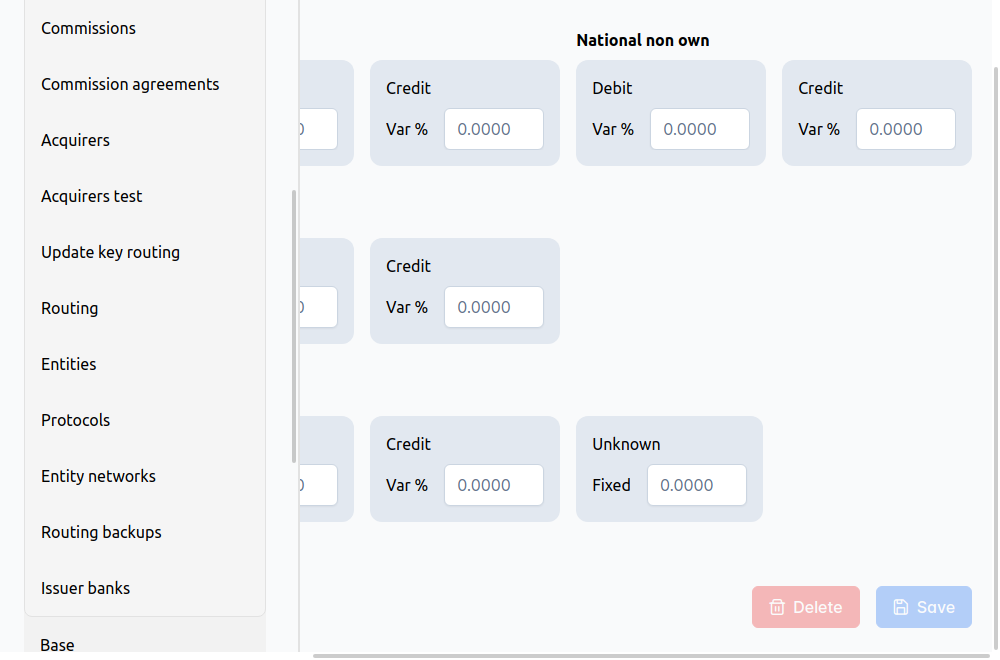 Commissions
Commission agreements
Acquirers
Acquirers test
Update key routing
Routing
Entities
Protocols
Entity networks
Routing backups
Issuer banks
Base
National non own
Credit
Var % 0.0000
Debit
Var % 0.0000
Credit
Var % 0.0000
Credit
Var % 0.0000
Credit
Var % 0.0000
Unknown
Fixed 0.0000
Delete
Save